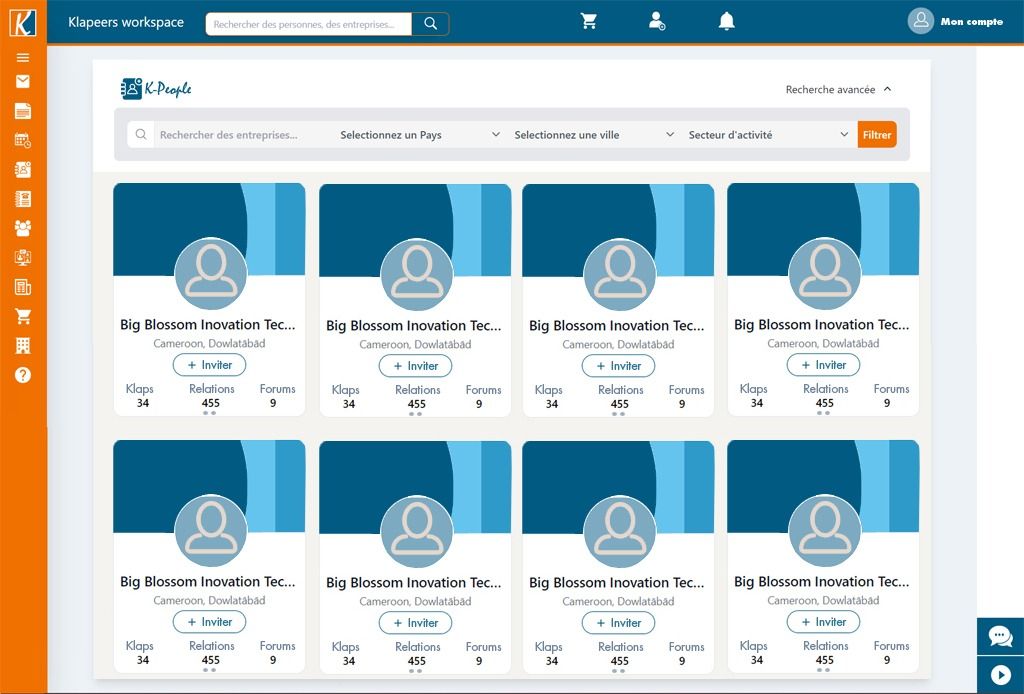 K
Klapeers workspace
Rechercher des personnes, des entreprises...
Mon compte
K-People
Recherche avancée
Rechercher des entreprises...
Selectionnez un Pays
Selectionnez une ville
Secteur d'activité
Filtrer
Big Blossom Inovation Tec... Big Blossom Inovation Tec... Big Blossom Inovation Tec... Big Blossom Inovation Tec...
Cameroon, Dowlatābād Cameroon, Dowlatābād Cameroon, Dowlatābād Cameroon, Dowlatābād
+ Inviter + Inviter + Inviter + Inviter
Klaps Relations Forums Klaps Relations Forums Klaps Relations Forums Klaps Relations Forums
34 455 9 34 455 9 34 455 9 34 455 9
Big Blossom Inovation Tec... Big Blossom Inovation Tec... Big Blossom Inovation Tec... Big Blossom Inovation Tec...
Cameroon, Dowlatābād Cameroon, Dowlatābād Cameroon, Dowlatābād Cameroon, Dowlatābād
+ Inviter + Inviter + Inviter + Inviter
Klaps Relations Forums Klaps Relations Forums Klaps Relations Forums Klaps Relations Forums
34 455 9 34 455 9 34 455 9 34 455 9